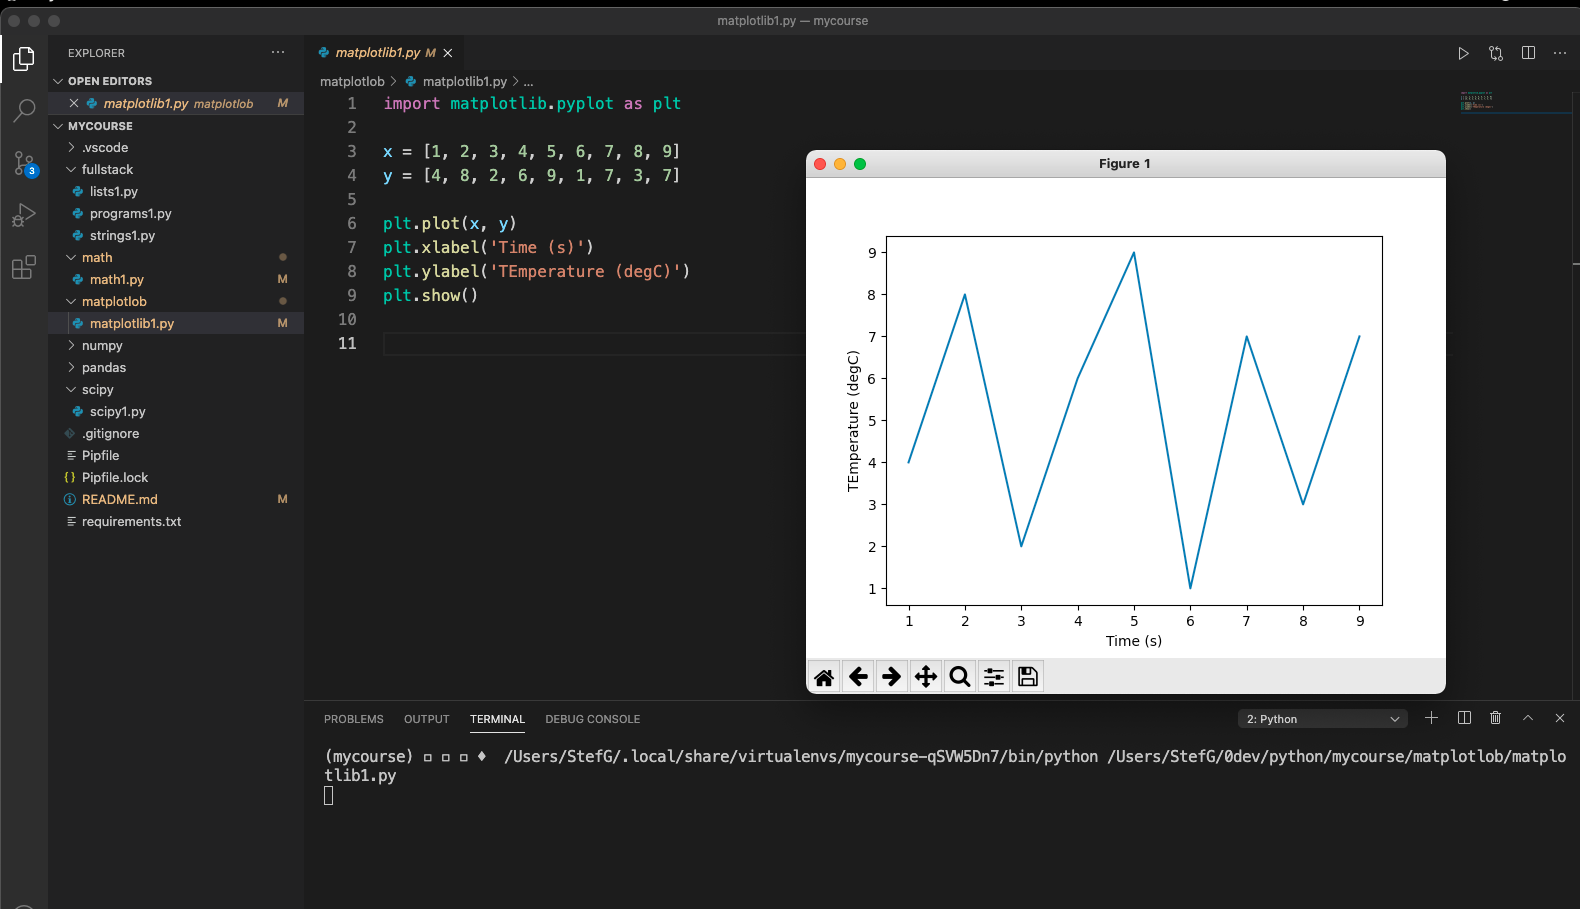 matplotlib1.py — mycourse
EXPLORER
OPEN EDITORS
matplotlib1.py matplotlob M
MYCOURSE
.vscode
fullstack
lists1.py
programs1.py
strings1.py
math
math1.py M
matplotlob
matplotlib1.py M
numpy
pandas
scipy
scipy1.py
.gitignore
Pipfile
{} Pipfile.lock
README.md M
requirements.txt
3
matplotlib1.py M
matplotlob > matplotlib1.py > ...
1 import matplotlib.pyplot as plt
2
3 x = [1, 2, 3, 4, 5, 6, 7, 8, 9]
4 y = [4, 8, 2, 6, 9, 1, 7, 3, 7]
5
6 plt.plot(x, y)
7 plt.xlabel('Time (s)')
8 plt.ylabel('TEmperature (degC)')
9 plt.show()
10
11
Figure 1
9
8
7
6
5
4
3
2
1
TEmperature (degC)
1 2 3 4 5 6 7 8 9
Time (s)
PROBLEMS OUTPUT TERMINAL DEBUG CONSOLE
2: Python
(mycourse) /Users/StefG/.local/share/virtualenvs/mycourse-qSVW5Dn7/bin/python /Users/StefG/0dev/python/mycourse/matplotlob/matplo
tlib1.py